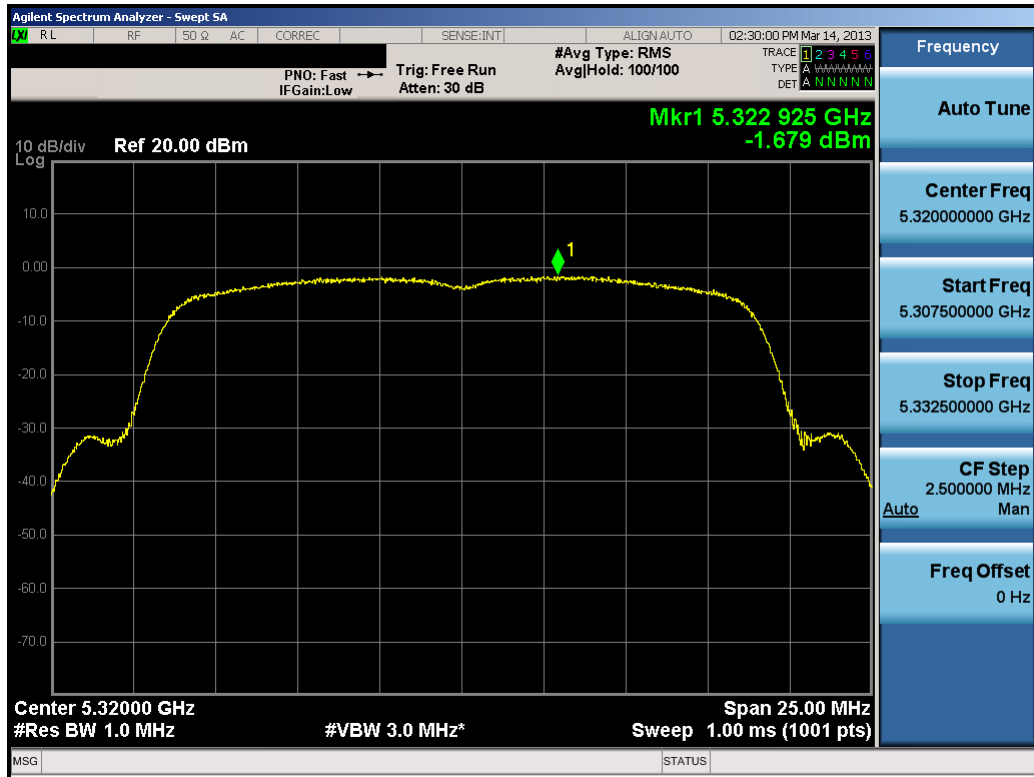 Agilent Spectrum Analyzer - Swept SA
LXI RL RF 50 Ω AC CORREC SENSE:INT ALIGN AUTO 02:30:00 PM Mar 14, 2013
Frequency
PNO: Fast
IFGain:Low
Trig: Free Run
Atten: 30 dB
#Avg Type: RMS
Avg|Hold: 100/100
TRACE 1 2 3 4 5 6
TYPE A WWWWW
DET A N N N N N
Auto Tune
Mkr1 5.322 925 GHz
-1.679 dBm
10 dB/div Ref 20.00 dBm
Log
10.0
0.00
-10.0
-20.0
-30.0
-40.0
-50.0
-60.0
-70.0
1
Center Freq
5.320000000 GHz
Start Freq
5.307500000 GHz
Stop Freq
5.332500000 GHz
CF Step
2.500000 MHz
Auto Man
Freq Offset
0 Hz
Center 5.32000 GHz Span 25.00 MHz
#Res BW 1.0 MHz #VBW 3.0 MHz* Sweep 1.00 ms (1001 pts)
MSG STATUS